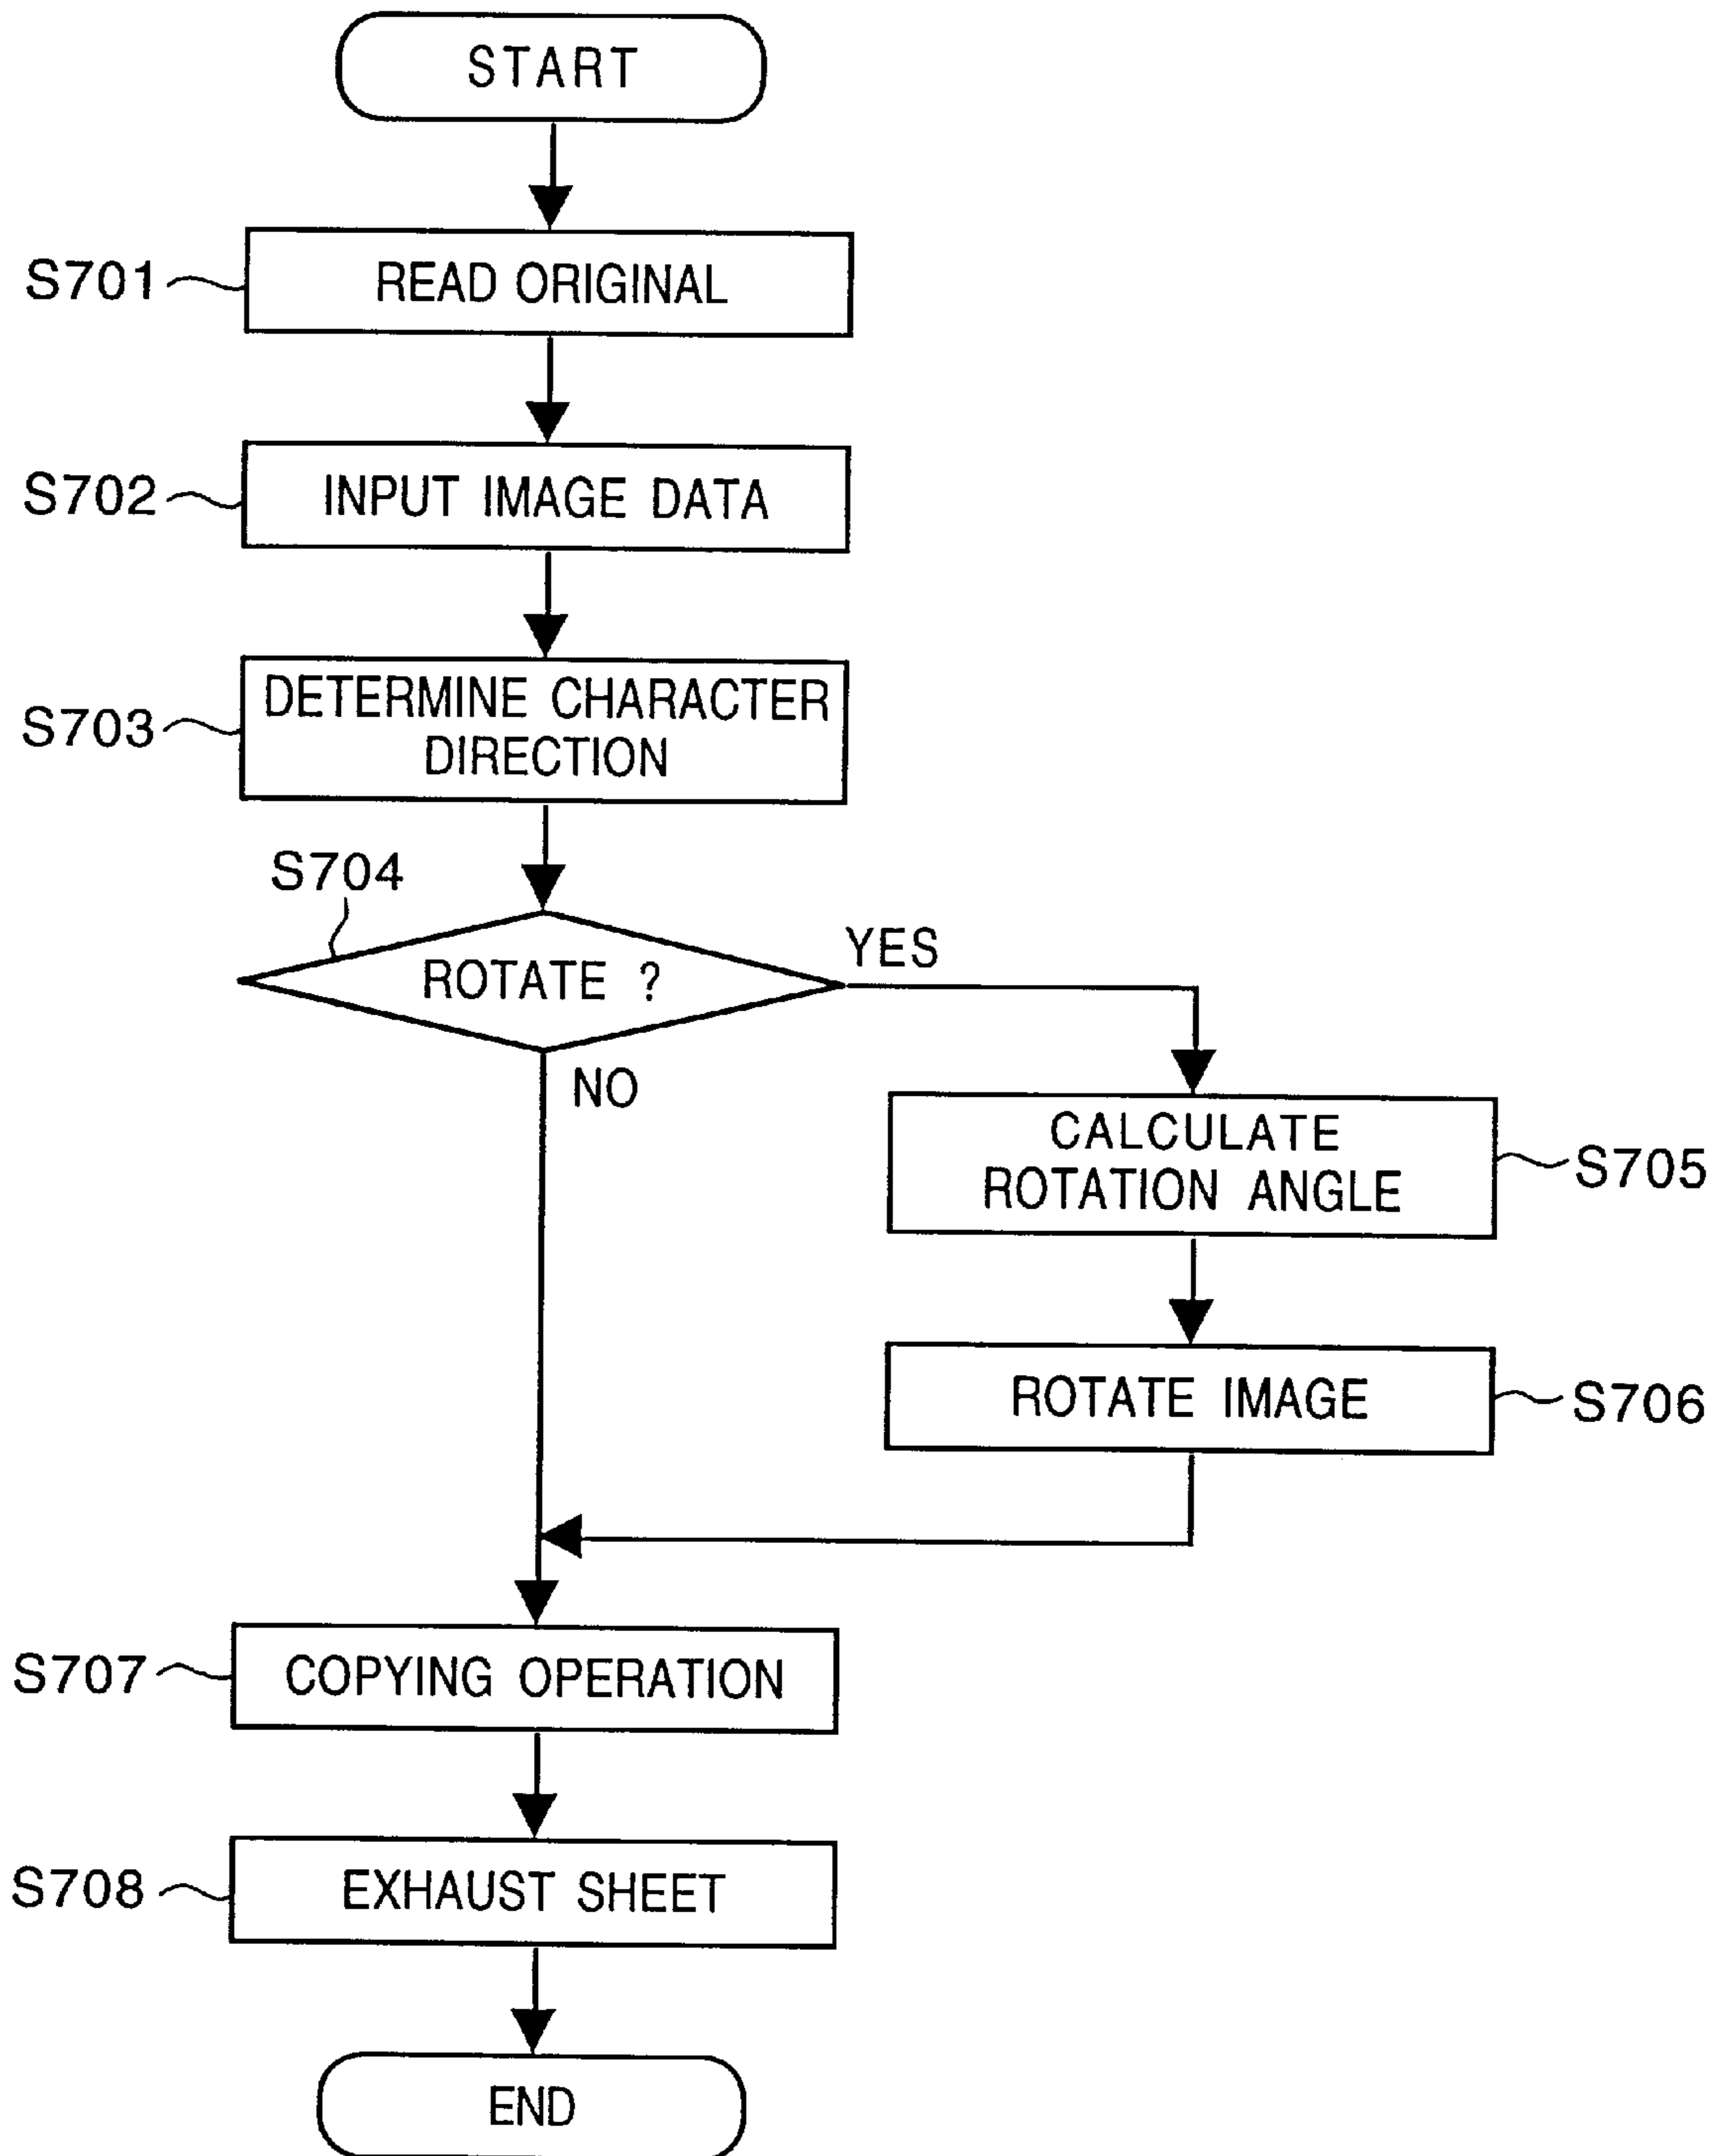 START
S701
READ ORIGINAL
S702
INPUT IMAGE DATA
S703
DETERMINE CHARACTER
DIRECTION
S704
ROTATE ?
YES
NO
CALCULATE
ROTATION ANGLE
S705
ROTATE IMAGE
S706
S707
COPYING OPERATION
S708
EXHAUST SHEET
END